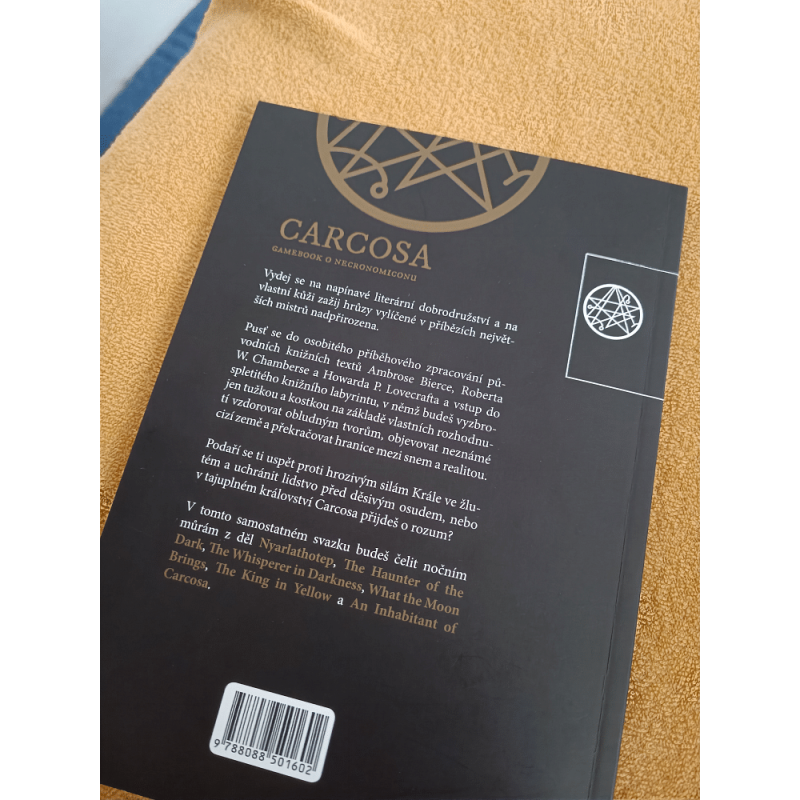 CARCOSA
GAMEBOOK O NECRONOMICONU
Vydej se na napínavé literární dobrodružství a na
vlastní kůži zažij hrůzy vylíčené v příbězích největ-
ších mistrů nadpřirozena.
Pusť se do osobitého příběhového zpracování pů-
vodních knižních textů Ambrose Bierce, Roberta
W. Chamberse a Howarda P. Lovecrafta a vstup do
spletitého knižního labyrintu, v němž budeš vyzbro-
jen tužkou a kostkou na základě vlastních rozhodnu-
tí vzdorovat obludným tvorům, objevovat neznámé
cizí země a překračovat hranice mezi snem a realitou.
Podaří se ti uspět proti hrozivým silám Krále ve žlu-
tém a uchránit lidstvo před děsivým osudem, nebo
v tajuplném království Carcosa přijdeš o rozum?
V tomto samostatném svazku budeš čelit nočním
můrám z děl Nyarlathotep, The Haunter of the
Dark, The Whisperer in Darkness, What the Moon
Brings, The King in Yellow a An Inhabitant of
Carcosa.
9 788088 501602